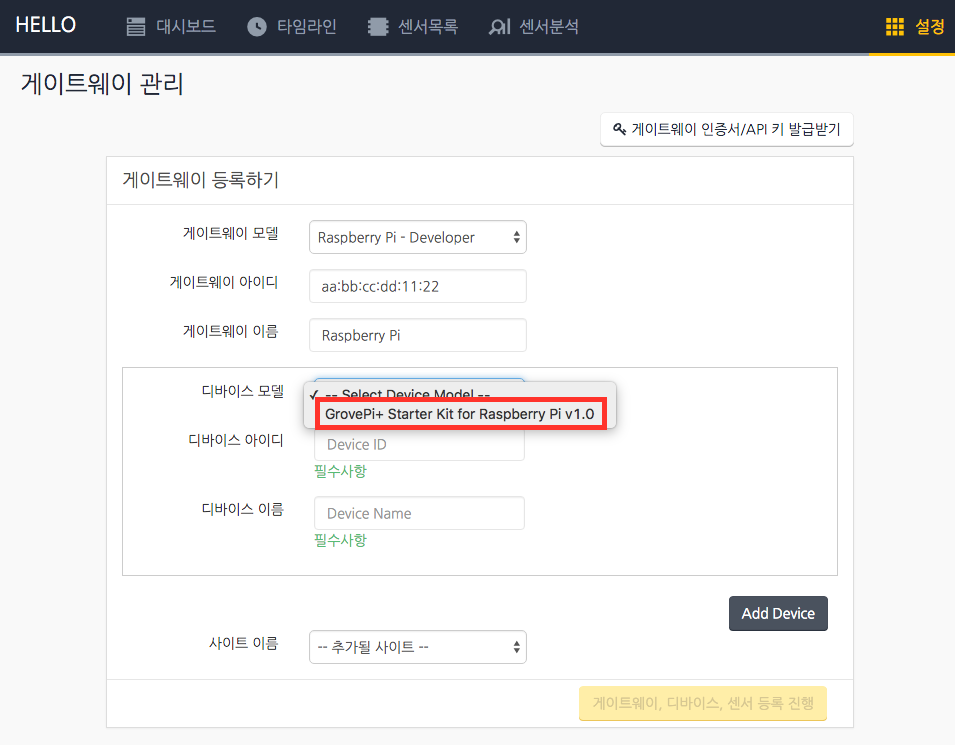 HELLO 대시보드 타임라인 센서목록 센서분석 설정
게이트웨이 관리
게이트웨이 인증서/API 키 발급받기
게이트웨이 등록하기
게이트웨이 모델 Raspberry Pi - Developer
게이트웨이 아이디 aa:bb:cc:dd:11:22
게이트웨이 이름 Raspberry Pi
디바이스 모델 ✓ -- Select Device Model --
GrovePi+ Starter Kit for Raspberry Pi v1.0
디바이스 아이디 Device ID
필수사항
디바이스 이름 Device Name
필수사항
Add Device
사이트 이름 -- 추가될 사이트 --
게이트웨이, 디바이스, 센서 등록 진행